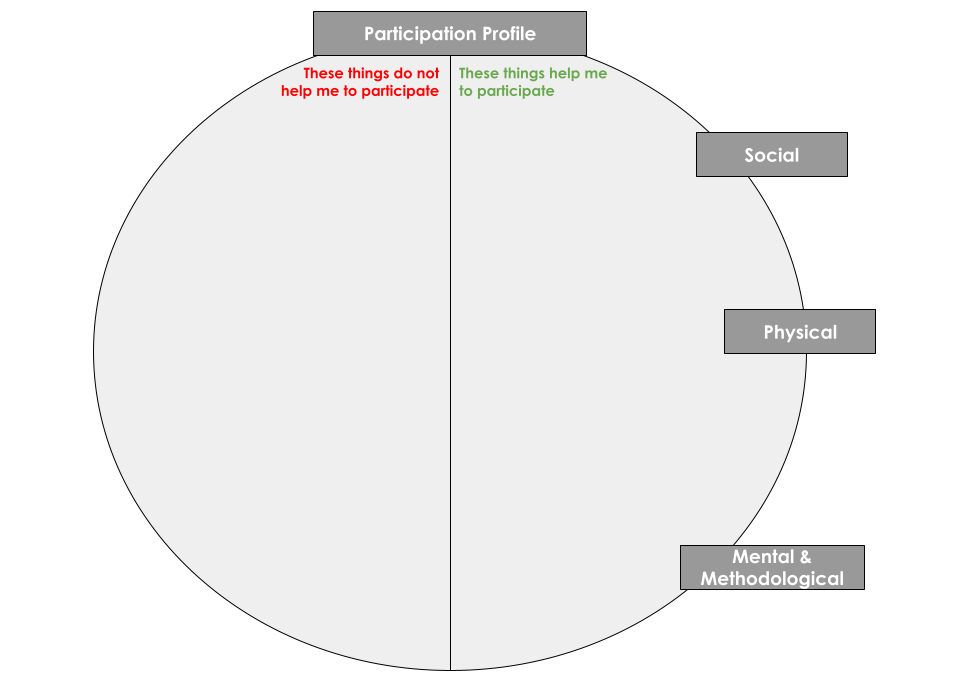 Participation Profile
These things do not
help me to participate
These things help me
to participate
Social
Physical
Mental &
Methodological